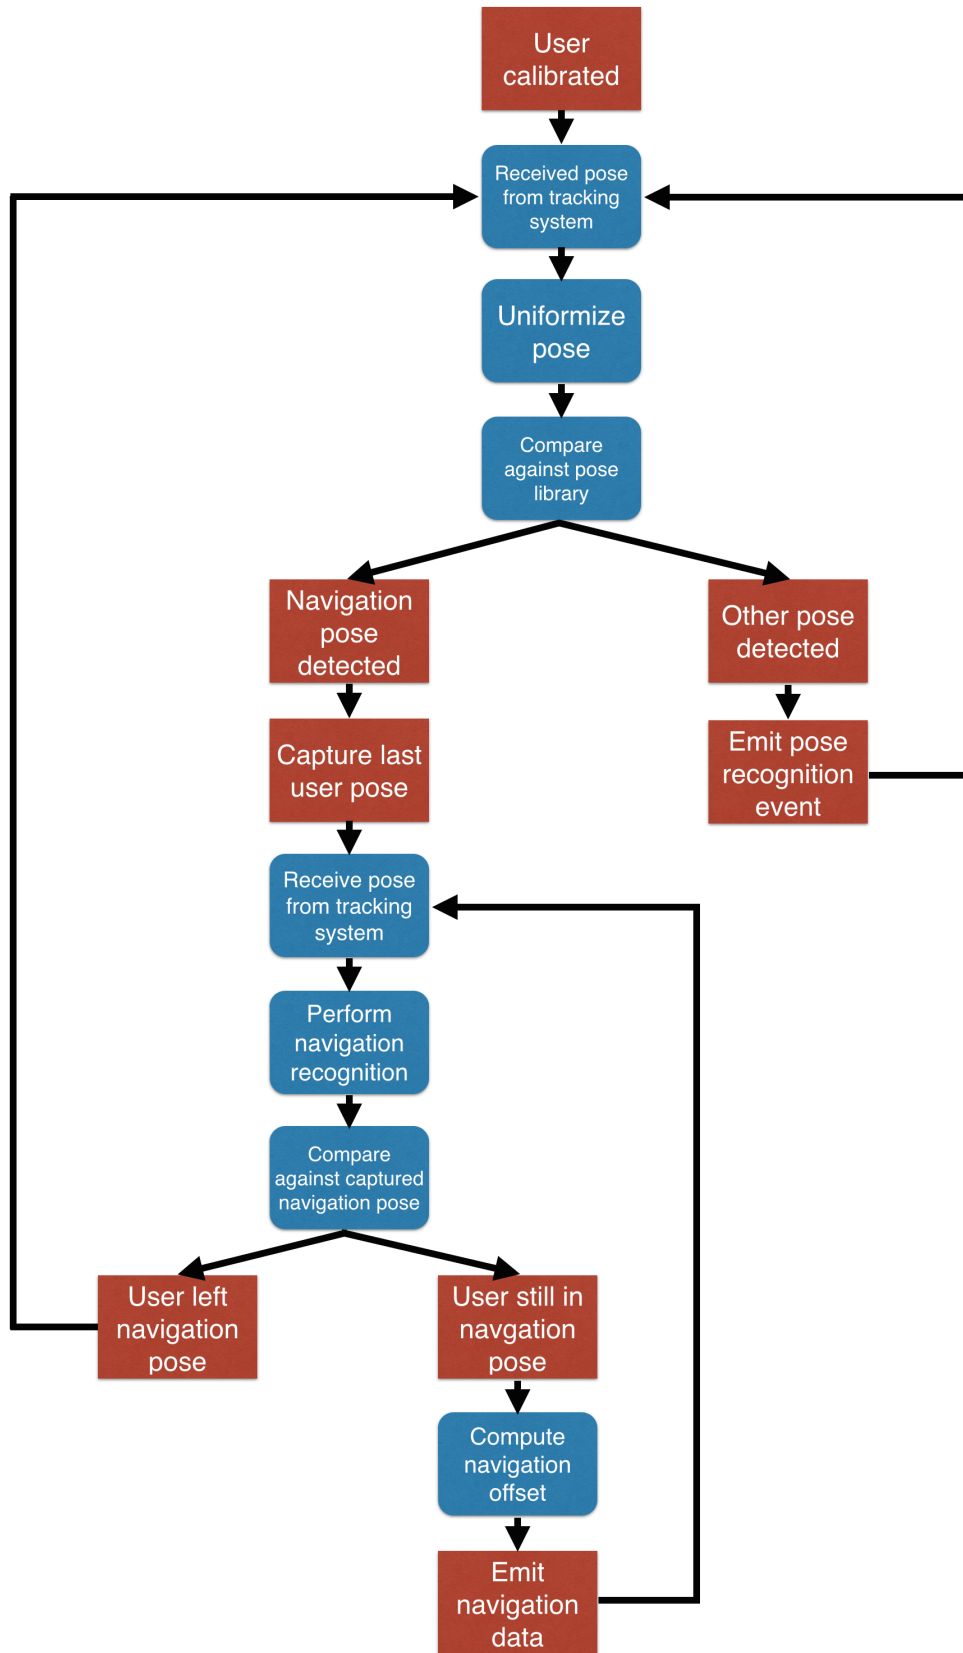 User
calibrated
Received pose
from tracking
system
Uniformize
pose
Compare
against pose
library
Navigation
pose
detected
Other pose
detected
Capture last
user pose
Emit pose
recognition
event
Receive pose
from tracking
system
Perform
navigation
recognition
Compare
against captured
navigation pose
User left
navigation
pose
User still in
navgation
pose
Compute
navigation
offset
Emit
navigation
data